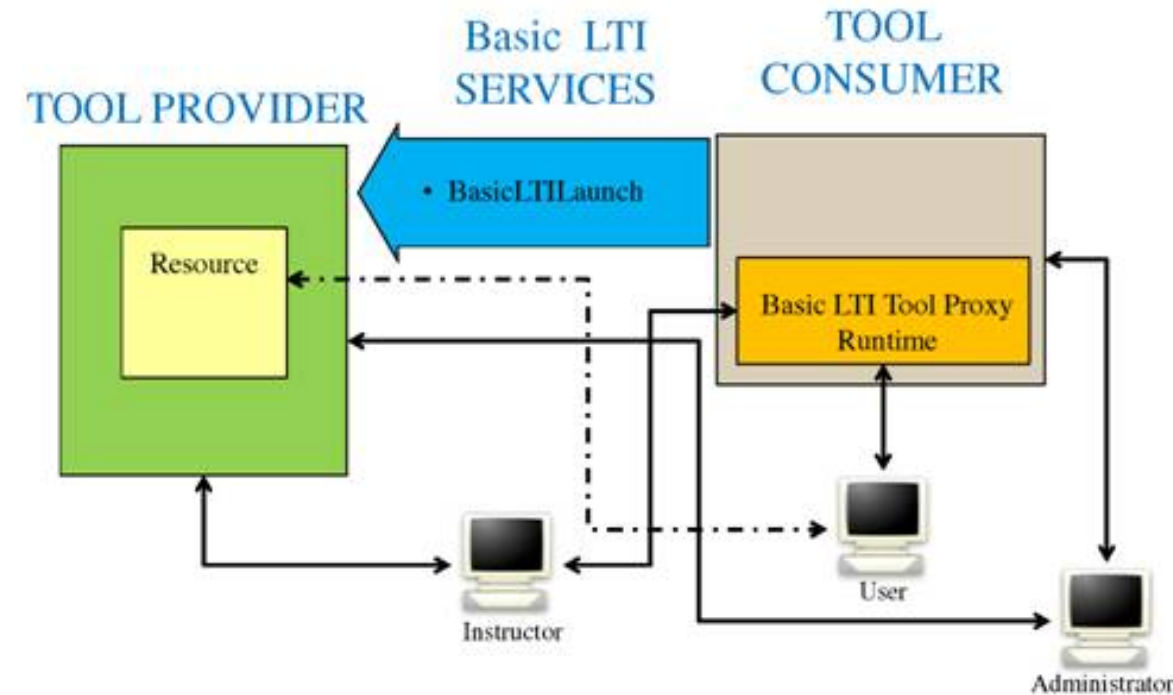 TOOL PROVIDER
Basic LTI
SERVICES
TOOL
CONSUMER
• BasicLTILaunch
Resource
Basic LTI Tool Proxy
Runtime
Instructor
User
Administrator